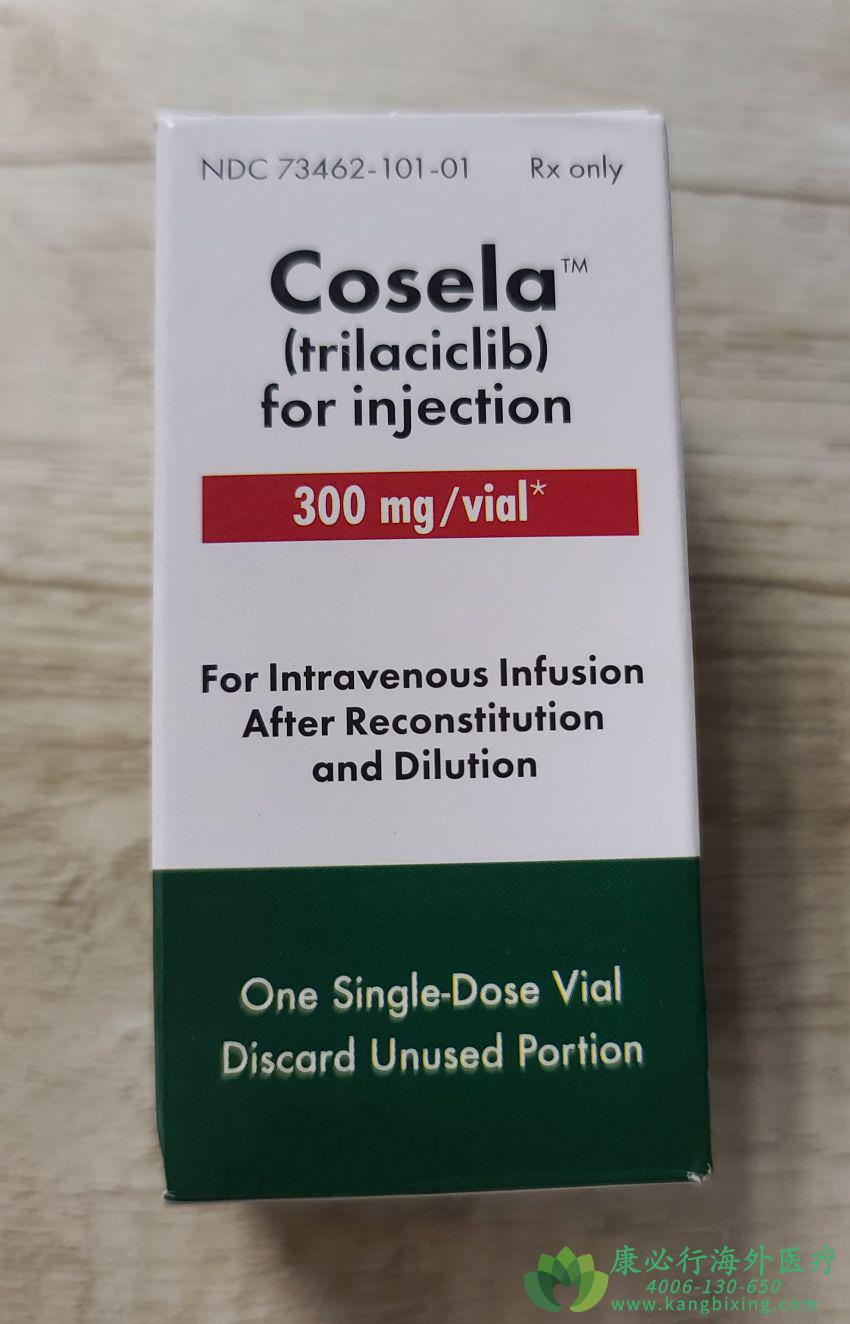 NDC 73462-101-01 Rx only
Cosela™
(trilaciclib)
for injection
300 mg/vial*
For Intravenous Infusion
After Reconstitution
and Dilution
One Single-Dose Vial
Discard Unused Portion
康必行海外医疗
4006-130-650
www.kangbixing.com